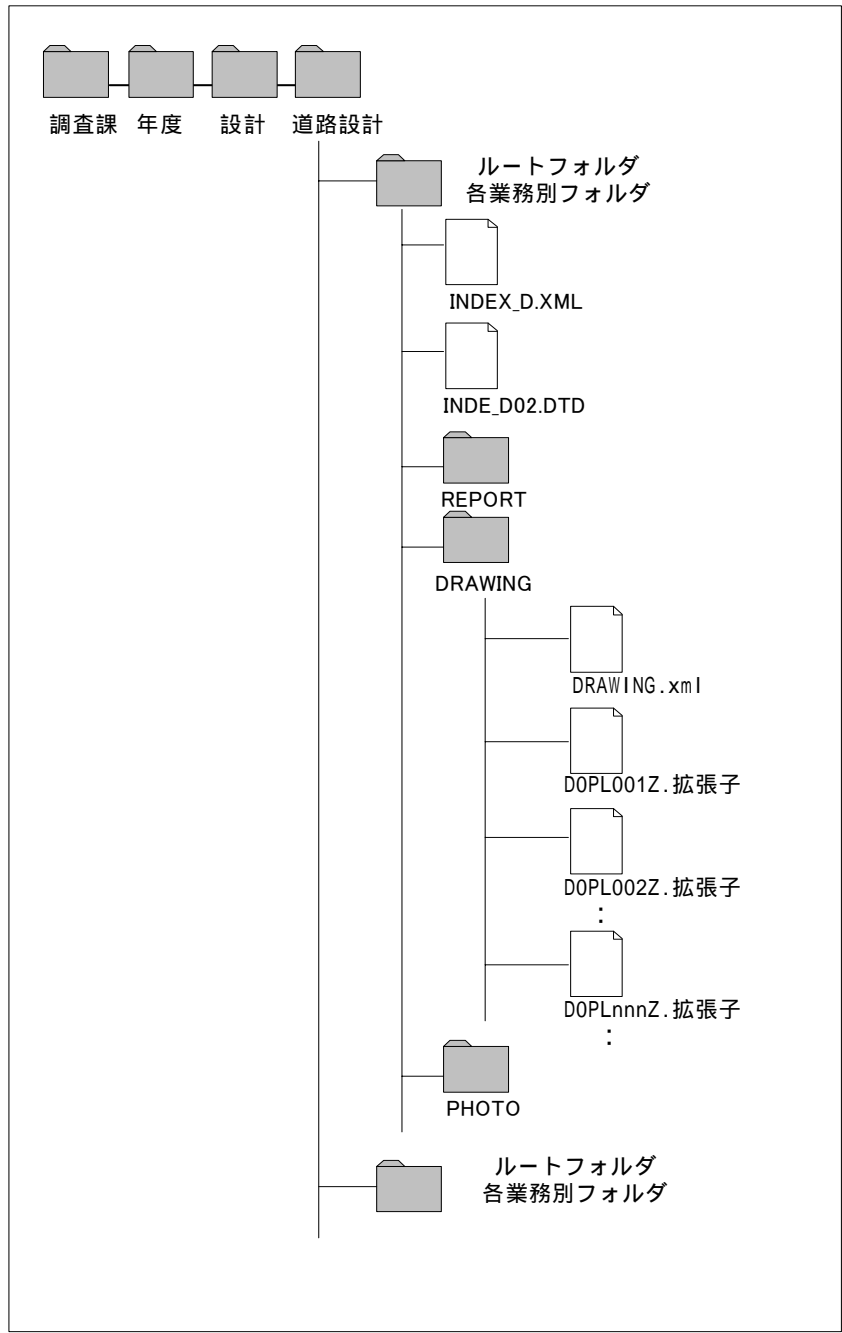 調査課 年度 設計 道路設計
ルートフォルダ
各業務別フォルダ
INDEX_D.XML
INDE_D02.DTD
REPORT
DRAWING
DRAWING.xml
D0PL001Z.拡張子
D0PL002Z.拡張子
：
D0PLnnnZ.拡張子
：
PHOTO
ルートフォルダ
各業務別フォルダ